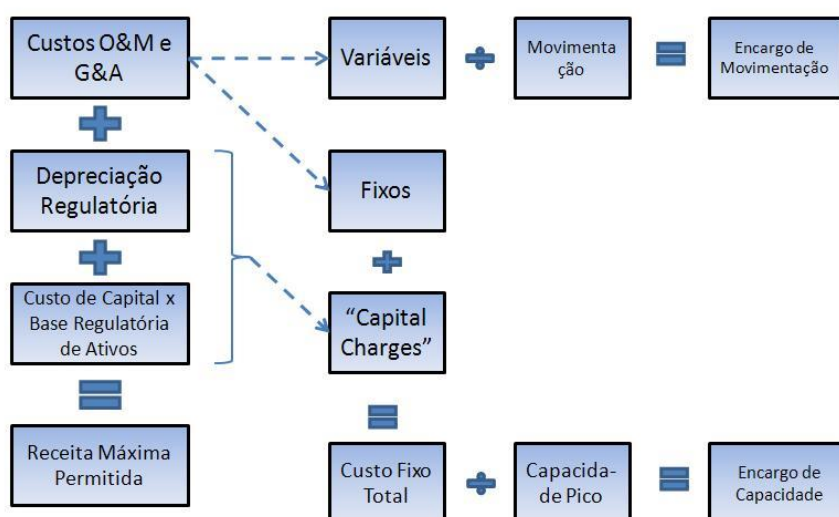 Custos O&M e
G&A
Variáveis
Movimenta
ção
Encargo de
Movimentação
Depreciação
Regulatória
Fixos
Custo de Capital x
Base Regulatória
de Ativos
“Capital
Charges”
Receita Máxima
Permitida
Custo Fixo
Total
Capacida-
de Pico
Encargo de
Capacidade